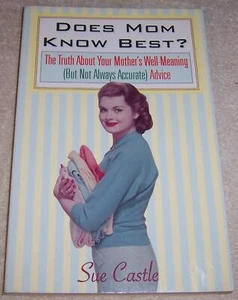 DOES MOM
KNOW BEST?
The Truth About Your Mother's Well-Meaning
(But Not Always Accurate) Advice
Sue Castle